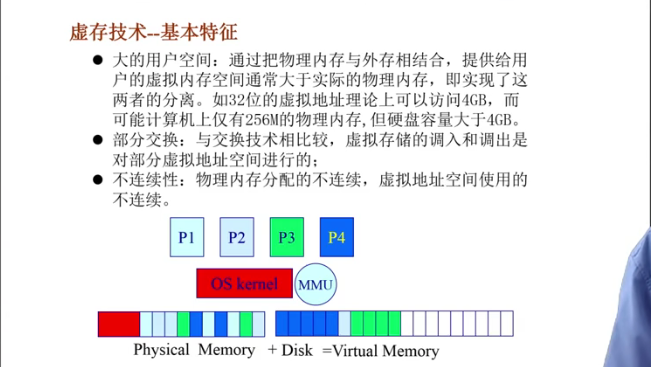 虚存技术--基本特征
● 大的用户空间：通过把物理内存与外存相结合，提供给用
户的虚拟内存空间通常大于实际的物理内存，即实现了这
两者的分离。如32位的虚拟地址理论上可以访问4GB，而
可能计算机上仅有256M的物理内存,但硬盘容量大于4GB。
● 部分交换：与交换技术相比较，虚拟存储的调入和调出是
对部分虚拟地址空间进行的；
● 不连续性：物理内存分配的不连续，虚拟地址空间使用的
不连续。
P1 P2 P3 P4
OS kernel MMU
Physical Memory + Disk =Virtual Memory